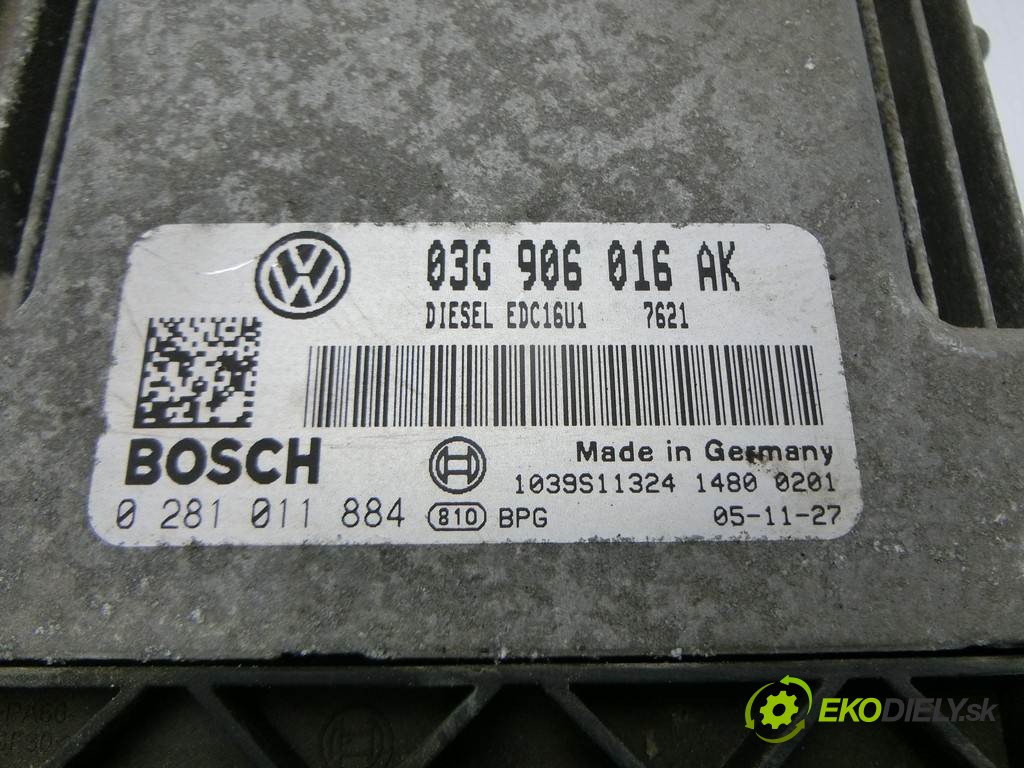 03G 906 016 AK
DIESEL EDC16U1 7621
BOSCH
Made in Germany
1039S11324 1480 0201
0 281 011 884 810 BPG 05-11-27
EKODIELY.sk